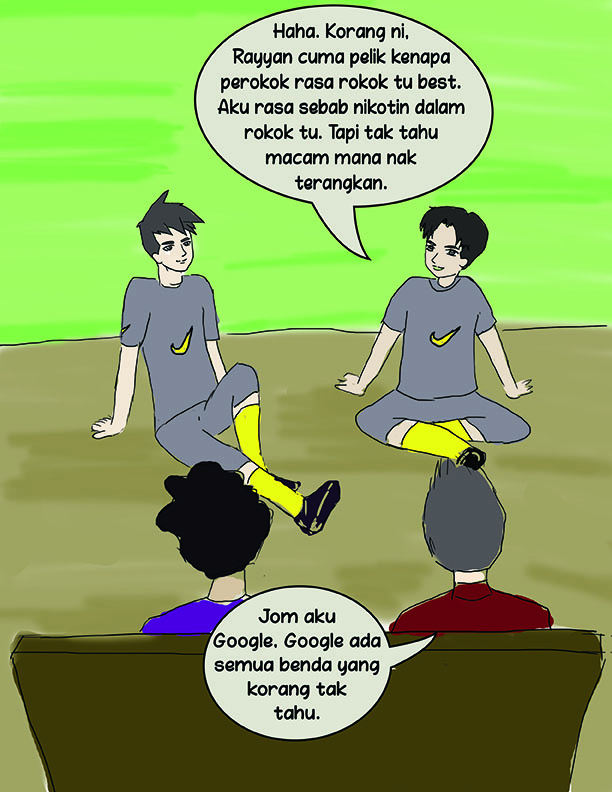 Haha. Korang ni,
Rayyan cuma pelik kenapa
perokok rasa rokok tu best.
Aku rasa sebab nikotin dalam
rokok tu. Tapi tak tahu
macam mana nak
terangkan.
Jom aku
Google. Google ada
semua benda yang
korang tak
tahu.